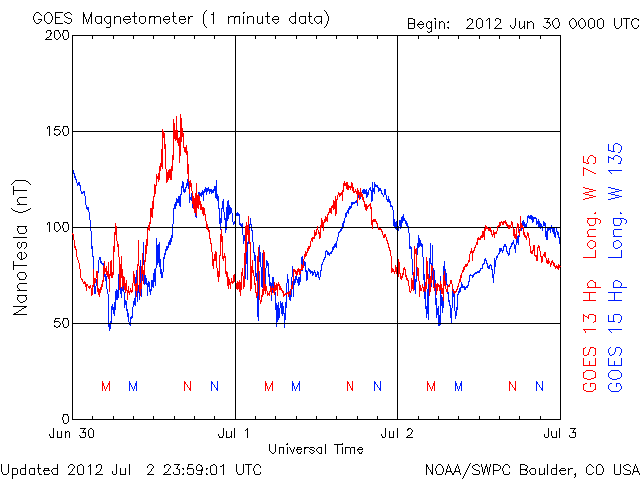 GOES Magnetometer (1 minute data)
Begin: 2012 Jun 30 0000 UTC
200
150
100
50
0
NanoTesla (nT)
M M N N M M N N M M N N
Jun 30 Jul 1 Jul 2 Jul 3
Universal Time
GOES 13 Hp Long. W 75
GOES 15 Hp Long. W 135
Updated 2012 Jul 2 23:59:01 UTC
NOAA/SWPC Boulder, CO USA